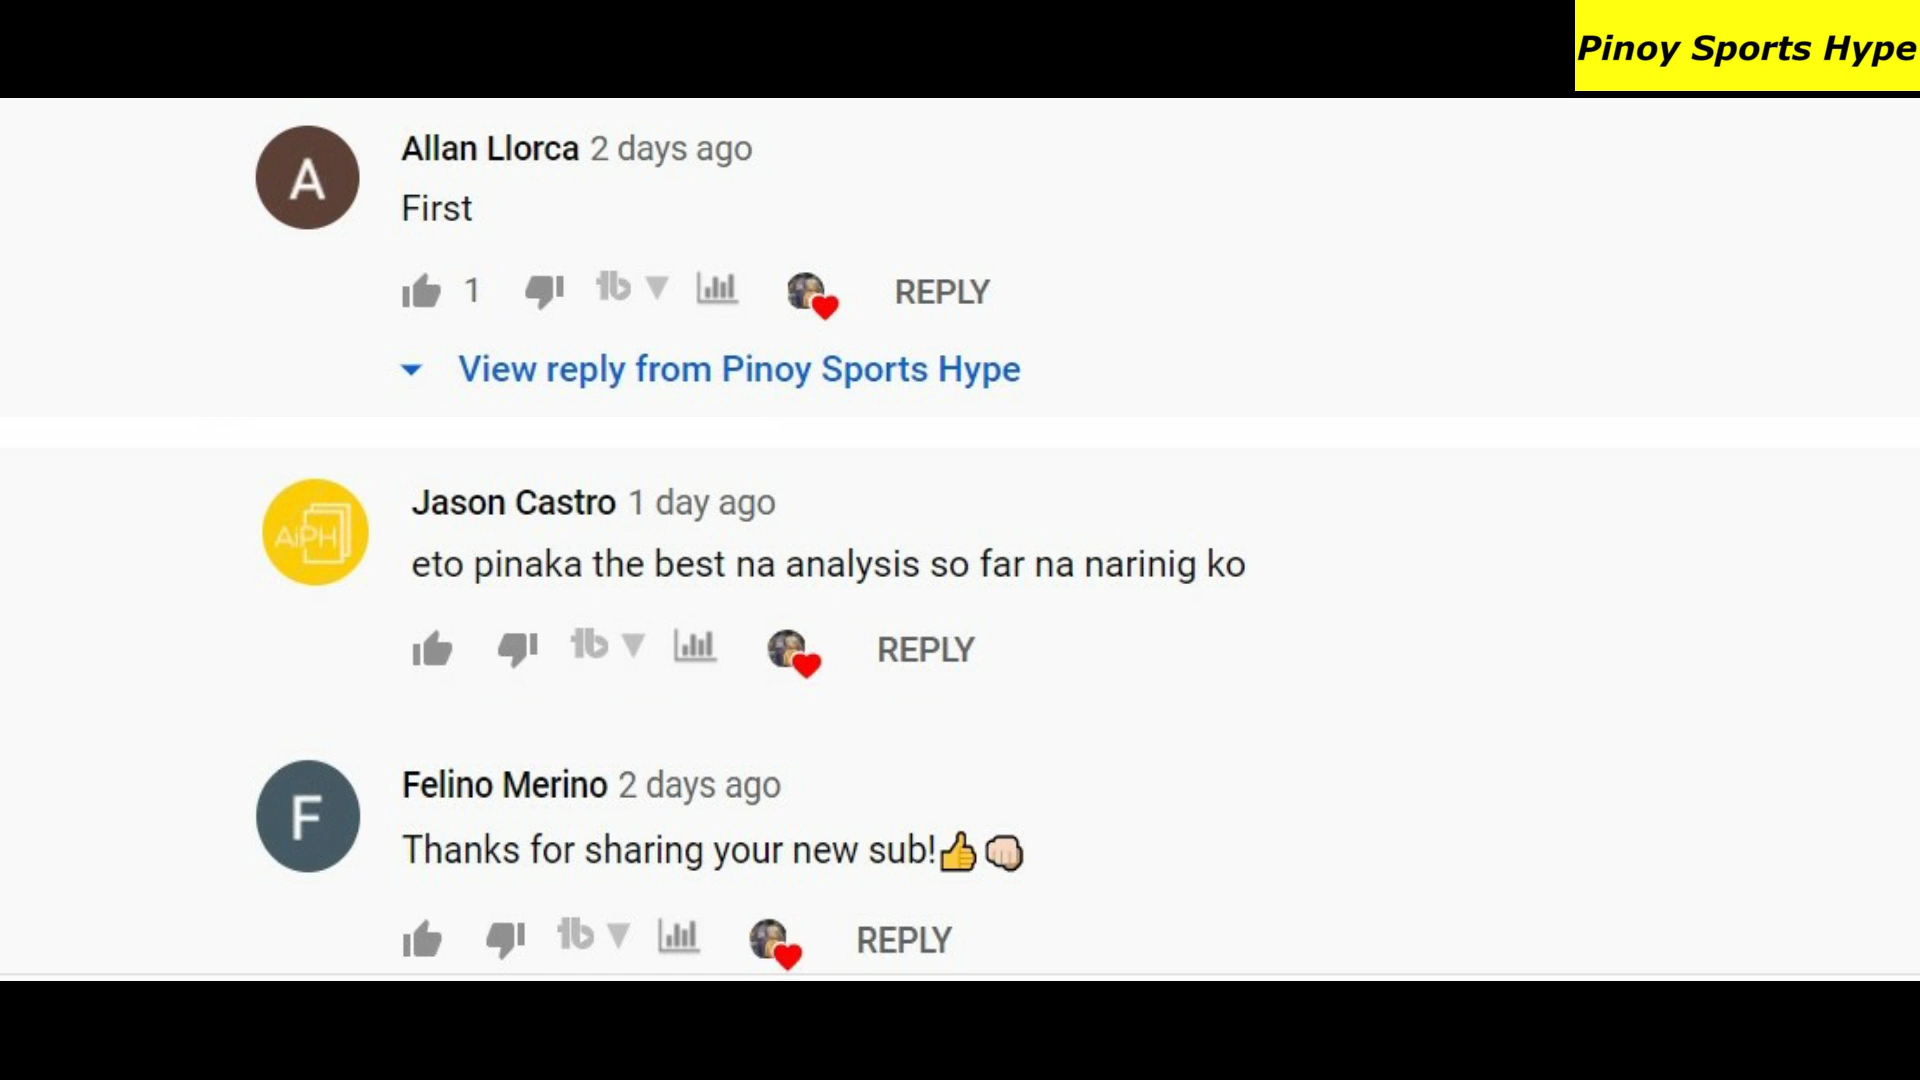 Pinoy Sports Hype
A
Allan Llorca 2 days ago
First
1 REPLY
View reply from Pinoy Sports Hype
AiPH
Jason Castro 1 day ago
eto pinaka the best na analysis so far na narinig ko
REPLY
F
Felino Merino 2 days ago
Thanks for sharing your new sub!👍👊🏻
REPLY